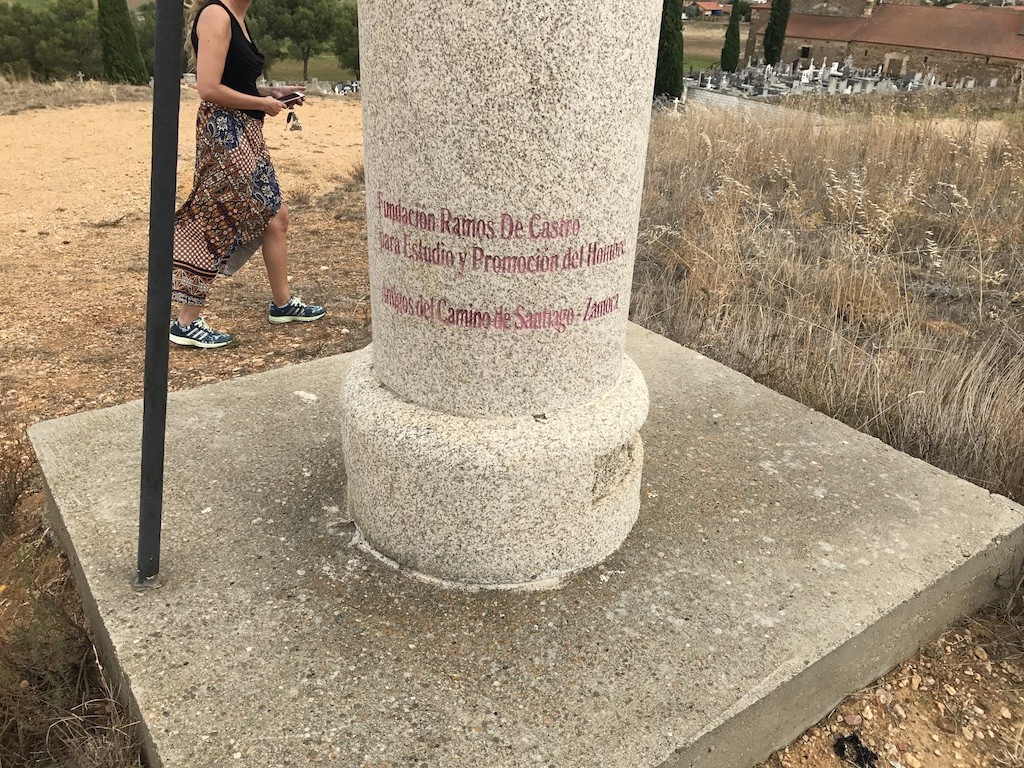 Fundacion Ramos De Castro
para Estudio y Promocion del Hombre
Amigos del Camino de Santiago - Zamora